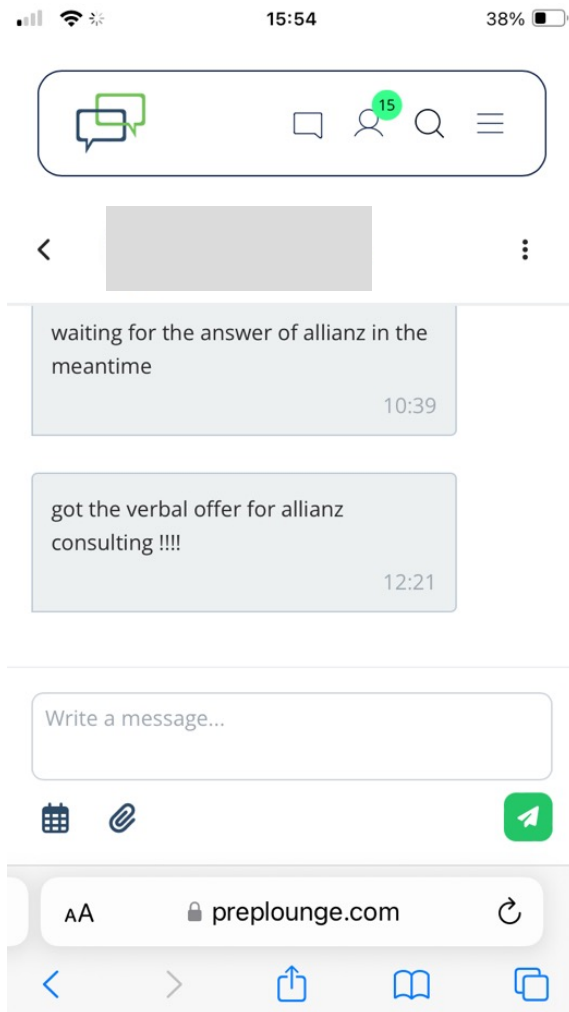 15:54
38%
15
waiting for the answer of allianz in the
meantime
10:39
got the verbal offer for allianz
consulting !!!!
12:21
Write a message...
AA
preplounge.com